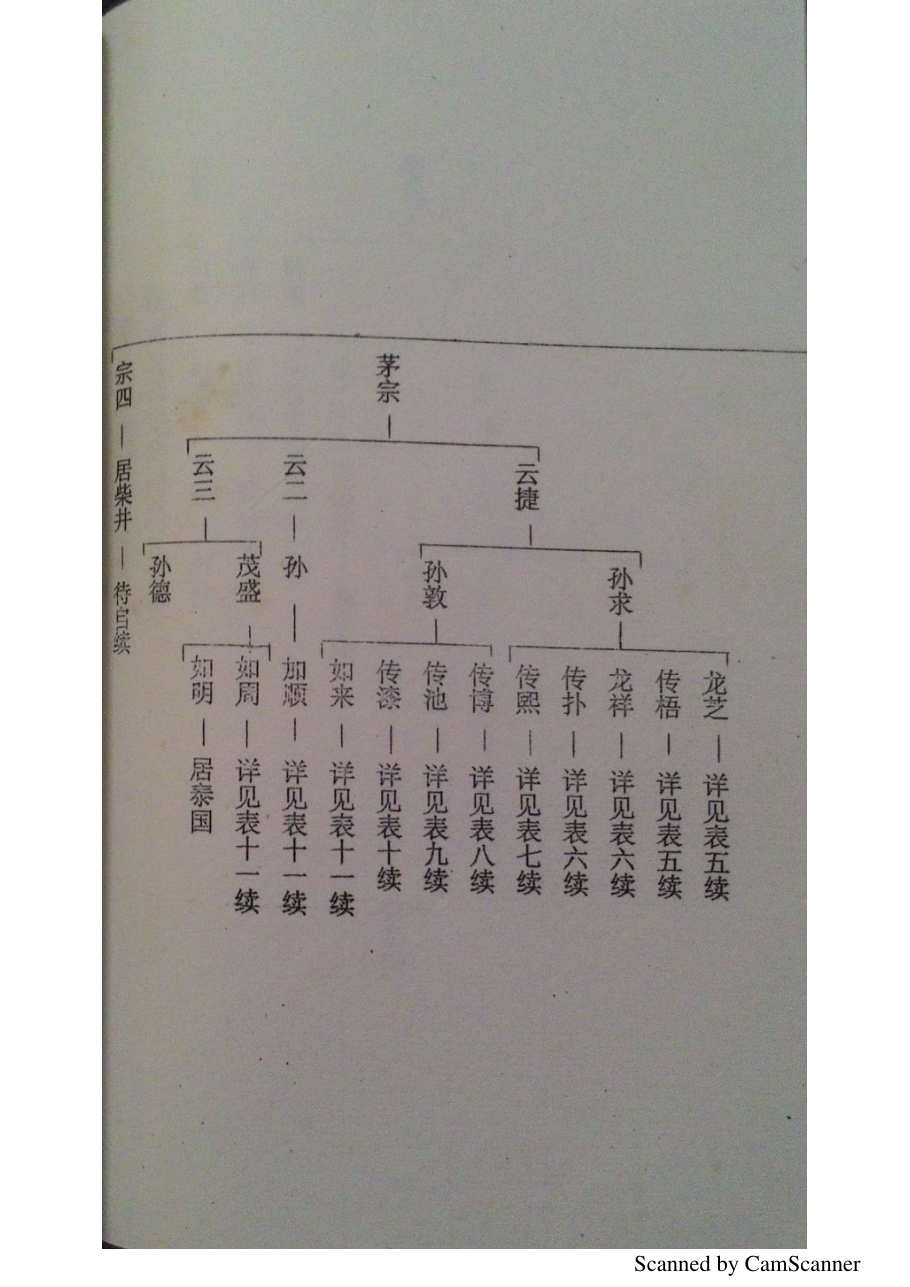 茅宗
云捷
云二
云三
孙求
孙敦
孙
茂盛
孙德
龙芝 — 详见表五续
传梧 — 详见表五续
龙祥 — 详见表六续
传扑 — 详见表六续
传熙 — 详见表七续
传博 — 详见表八续
传池 — 详见表九续
传漆 — 详见表十续
如来 — 详见表十一续
加顺 — 详见表十一续
如周 — 详见表十一续
如明 — 居泰国
宗四 — 居柴井 — 待后续
Scanned by CamScanner